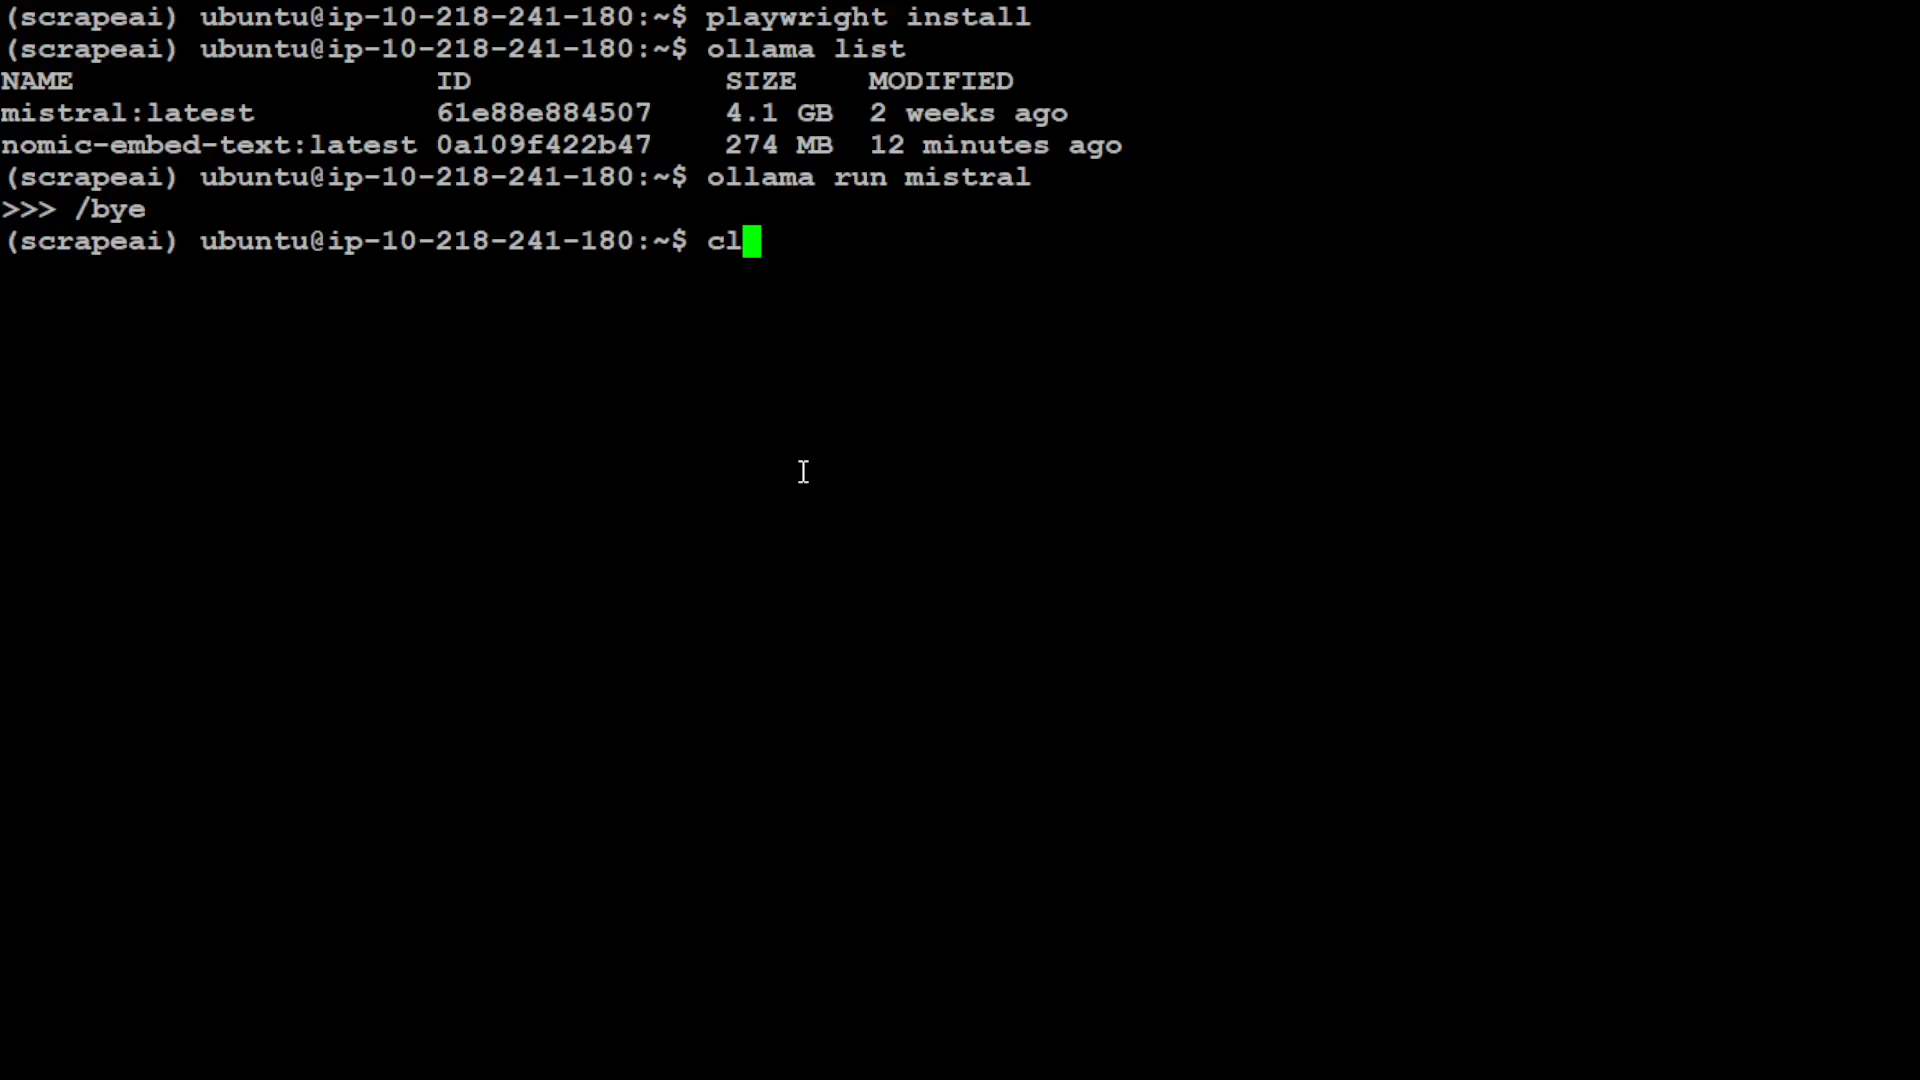 (scrapeai) ubuntu@ip-10-218-241-180:~$ playwright install
(scrapeai) ubuntu@ip-10-218-241-180:~$ ollama list
NAME ID SIZE MODIFIED
mistral:latest 61e88e884507 4.1 GB 2 weeks ago
nomic-embed-text:latest 0a109f422b47 274 MB 12 minutes ago
(scrapeai) ubuntu@ip-10-218-241-180:~$ ollama run mistral
>>> /bye
(scrapeai) ubuntu@ip-10-218-241-180:~$ cl